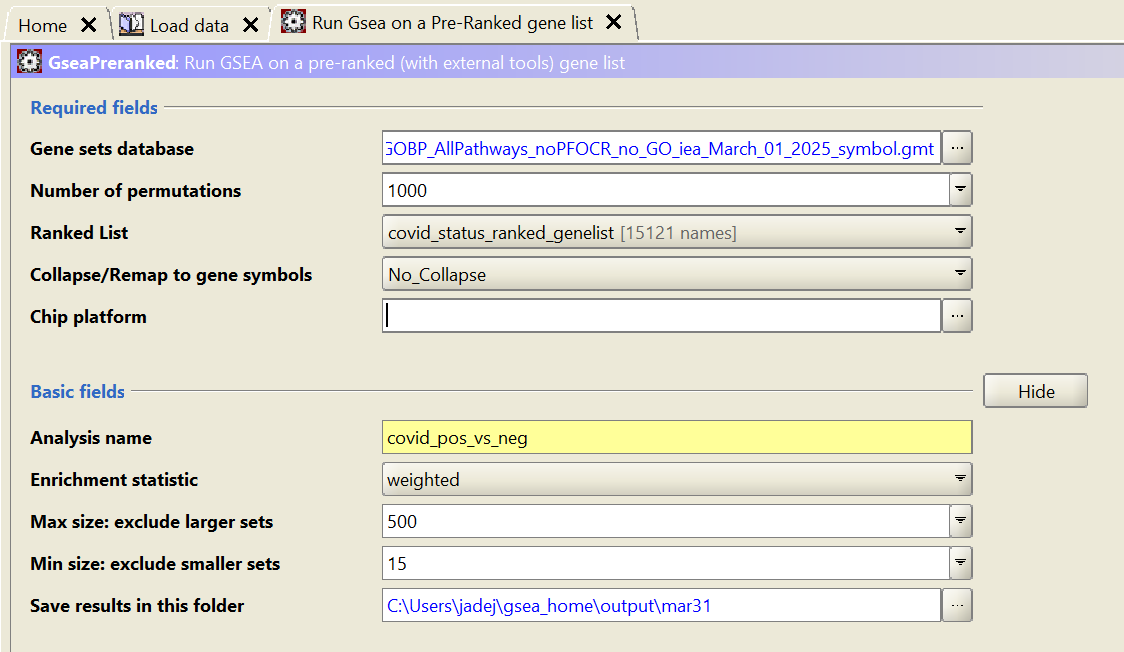 Home
Load data
Run Gsea on a Pre-Ranked gene list
GseaPreranked: Run GSEA on a pre-ranked (with external tools) gene list
Required fields
Gene sets database GOBP_AllPathways_noPFOCR_no_GO_iea_March_01_2025_symbol.gmt ...
Number of permutations 1000
Ranked List covid_status_ranked_genelist [15121 names]
Collapse/Remap to gene symbols No_Collapse
Chip platform ...
Basic fields Hide
Analysis name covid_pos_vs_neg
Enrichment statistic weighted
Max size: exclude larger sets 500
Min size: exclude smaller sets 15
Save results in this folder C:\Users\jadej\gsea_home\output\mar31 ...